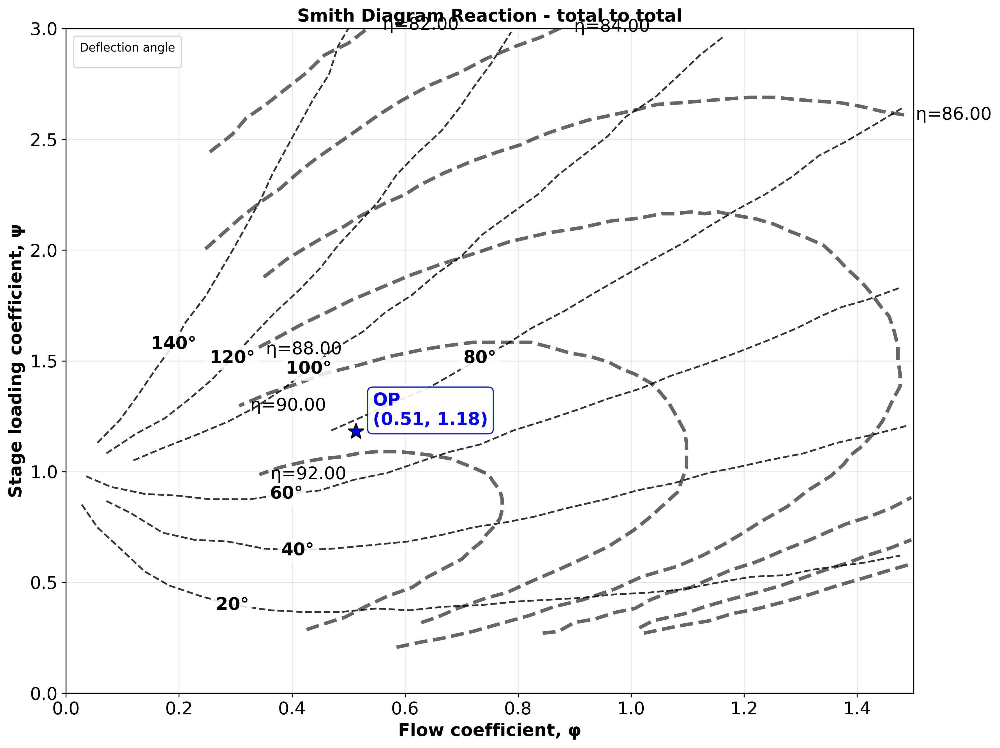 Smith Diagram Reaction - total to total
η=82.00
η=84.00
3.0
Deflection angle
η=86.00
2.5
2.0
140°
η=88.00
120°
80°
100°
1.5
OP
(0.51, 1.18)
η=90.00
η=92.00
1.0
60°
40°
0.5
20°
0.0
0.0 0.2 0.4 0.6 0.8 1.0 1.2 1.4
Flow coefficient, φ
Stage loading coefficient, ψ